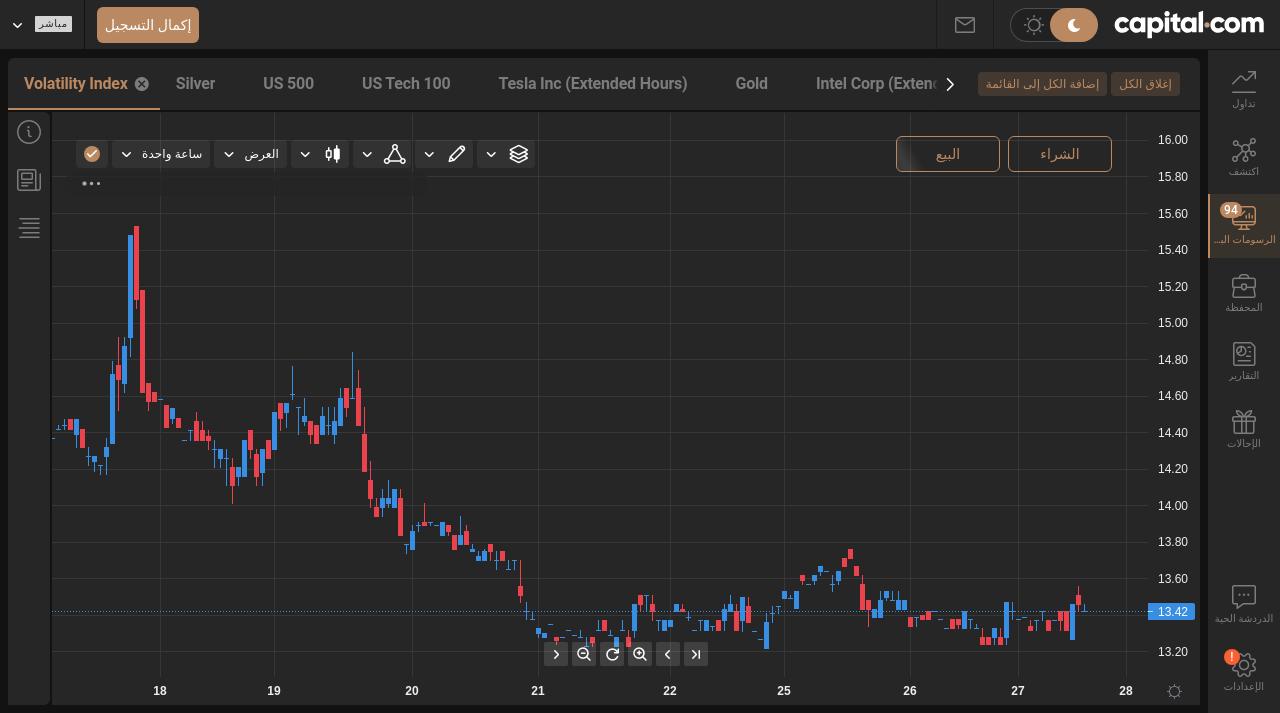 capital.com
إكمال التسجيل
مباشر
Volatility Index
Silver
US 500
US Tech 100
Tesla Inc (Extended Hours)
Gold
Intel Corp (Extend
إضافة الكل إلى القائمة
إغلاق الكل
ساعة واحدة
العرض
البيع
الشراء
تداول
اكتشف
94
الرسومات الب...
المحفظة
التقارير
الإحالات
الدردشة الحية
!
الإعدادات
16.00
15.80
15.60
15.40
15.20
15.00
14.80
14.60
14.40
14.20
14.00
13.80
13.60
13.42
13.20
18
19
20
21
22
25
26
27
28